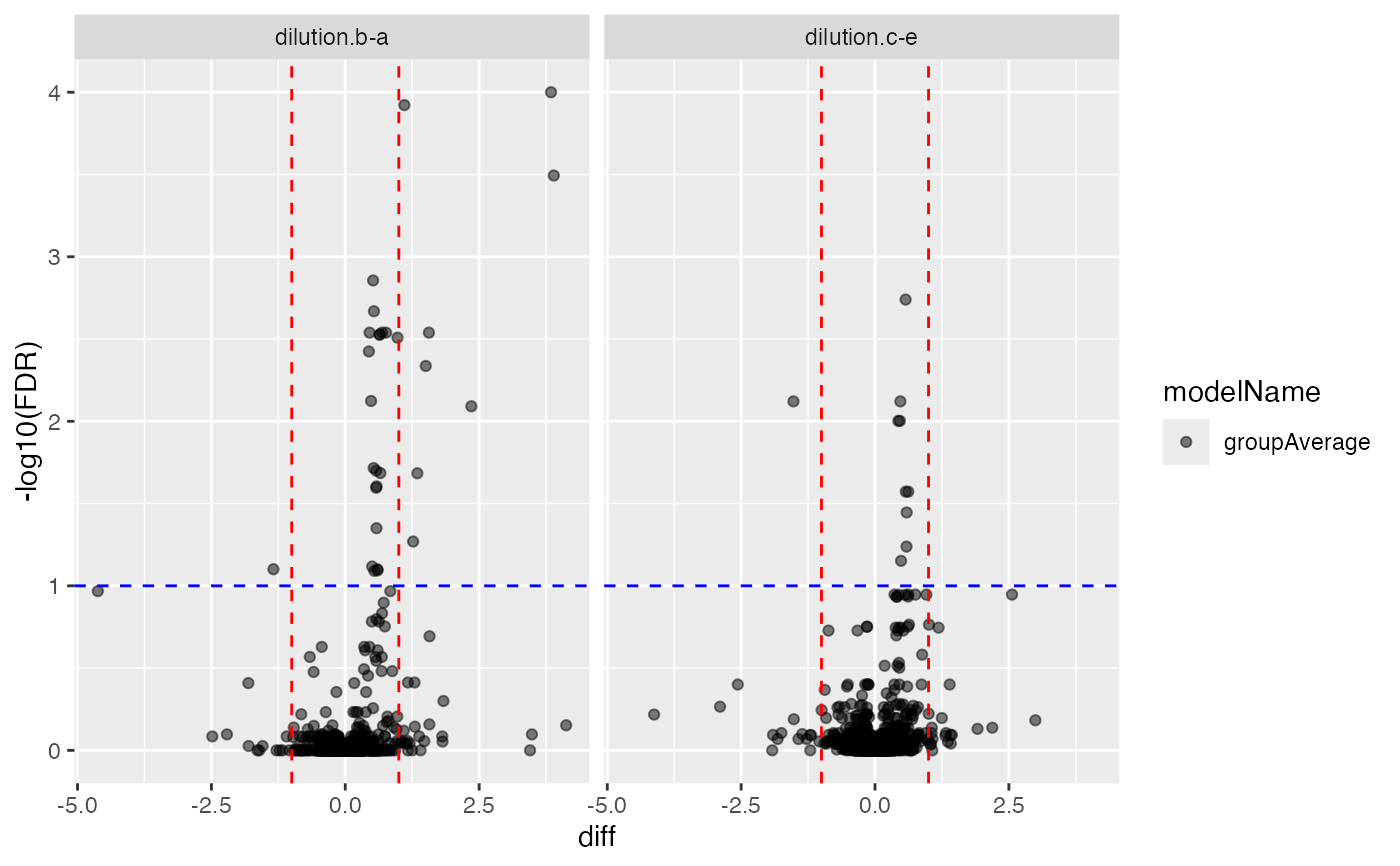 dilution.b-a
dilution.c-e
4
3
2
1
0
-log10(FDR)
-5.0 -2.5 0.0 2.5 -5.0 -2.5 0.0 2.5
diff
modelName
groupAverage